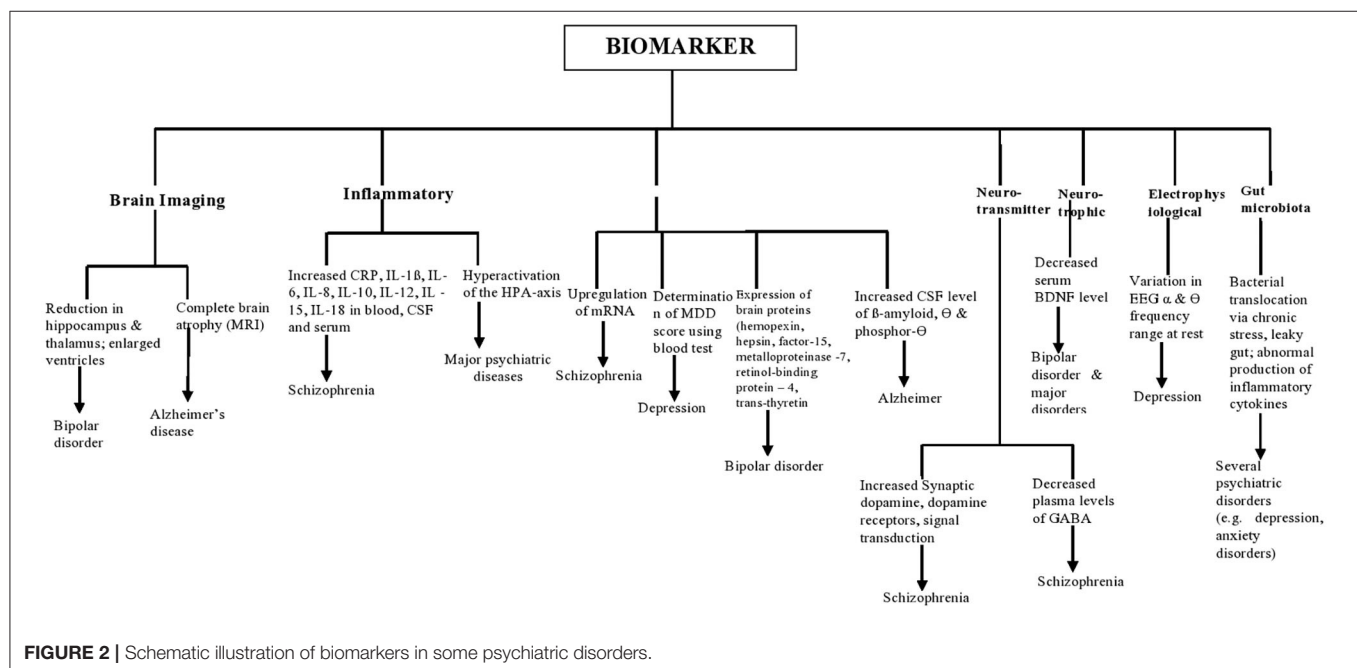 BIOMARKER
Brain Imaging
Reduction in
hippocampus &
thalamus; enlarged
ventricles
Bipolar
disorder
Complete brain
atrophy (MRI)
Alzheimer's
disease
Inflammatory
Increased CRP, IL-1ß, IL-
6, IL-8, IL-10, IL-12, IL -
15, IL-18 in blood, CSF
and serum
Schizophrenia
Hyperactivation
of the HPA-axis
Major psychiatric
diseases
Upregulation
of mRNA
Schizophrenia
Determinatio
n of MDD
score using
blood test
Depression
Expression of
brain proteins
(hemopexin,
hepsin, factor-15,
metalloproteinase -7,
retinol-binding
protein – 4,
trans-thyretin
Bipolar disorder
Increased CSF level
of ß-amyloid, Ɵ &
phosphor-Ɵ
Alzheimer
Neuro-
transmitter
Increased Synaptic
dopamine, dopamine
receptors, signal
transduction
Schizophrenia
Decreased
plasma levels
of GABA
Schizophrenia
Neuro-
trophic
Decreased
serum
BDNF level
Bipolar
disorder &
major
disorders
Electrophys
iological
Variation in
EEG α & Ɵ
frequency
range at rest
Depression
Gut
microbiota
Bacterial
translocation
via chronic
stress, leaky
gut; abnormal
production of
inflammatory
cytokines
Several
psychiatric
disorders
(e.g. depression,
anxiety
disorders)
FIGURE 2 | Schematic illustration of biomarkers in some psychiatric disorders.